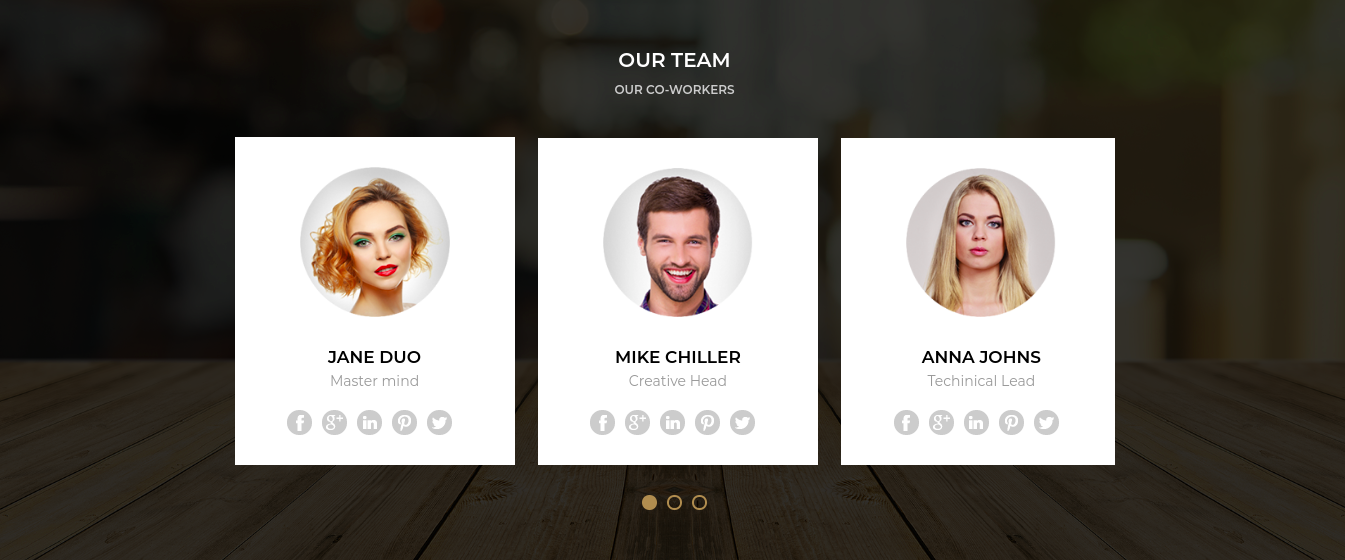 OUR TEAM
OUR CO-WORKERS
JANE DUO
Master mind
MIKE CHILLER
Creative Head
ANNA JOHNS
Techinical Lead